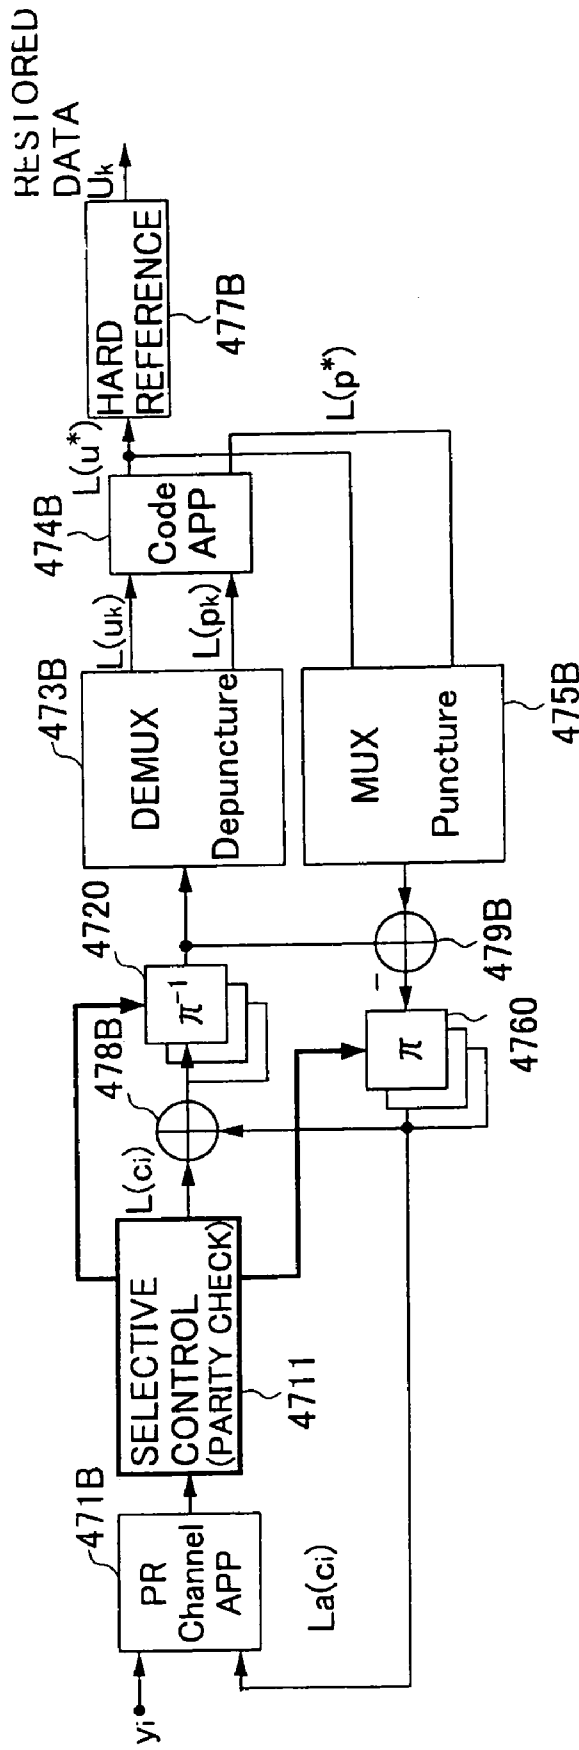 yi
471B
PR
Channel
APP
La(ci)
SELECTIVE
CONTROL
(PARITY CHECK)
4711
L(ci)
478B
4720
π-1
π
4760
-
479B
473B
DEMUX
Depuncture
MUX
Puncture
475B
L(uk)
L(pk)
474B
Code
APP
L(u*)
L(p*)
HARD
REFERENCE
477B
RESTORED
DATA
Uk